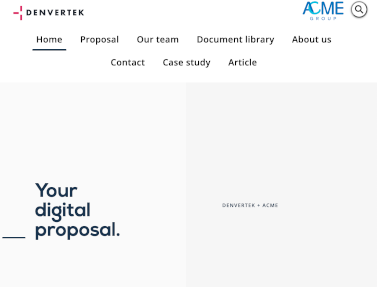 DENVERTEK
ACME
GROUP
Home Proposal Our team Document library About us
Contact Case study Article
Your
digital
proposal.
DENVERTEK + ACME